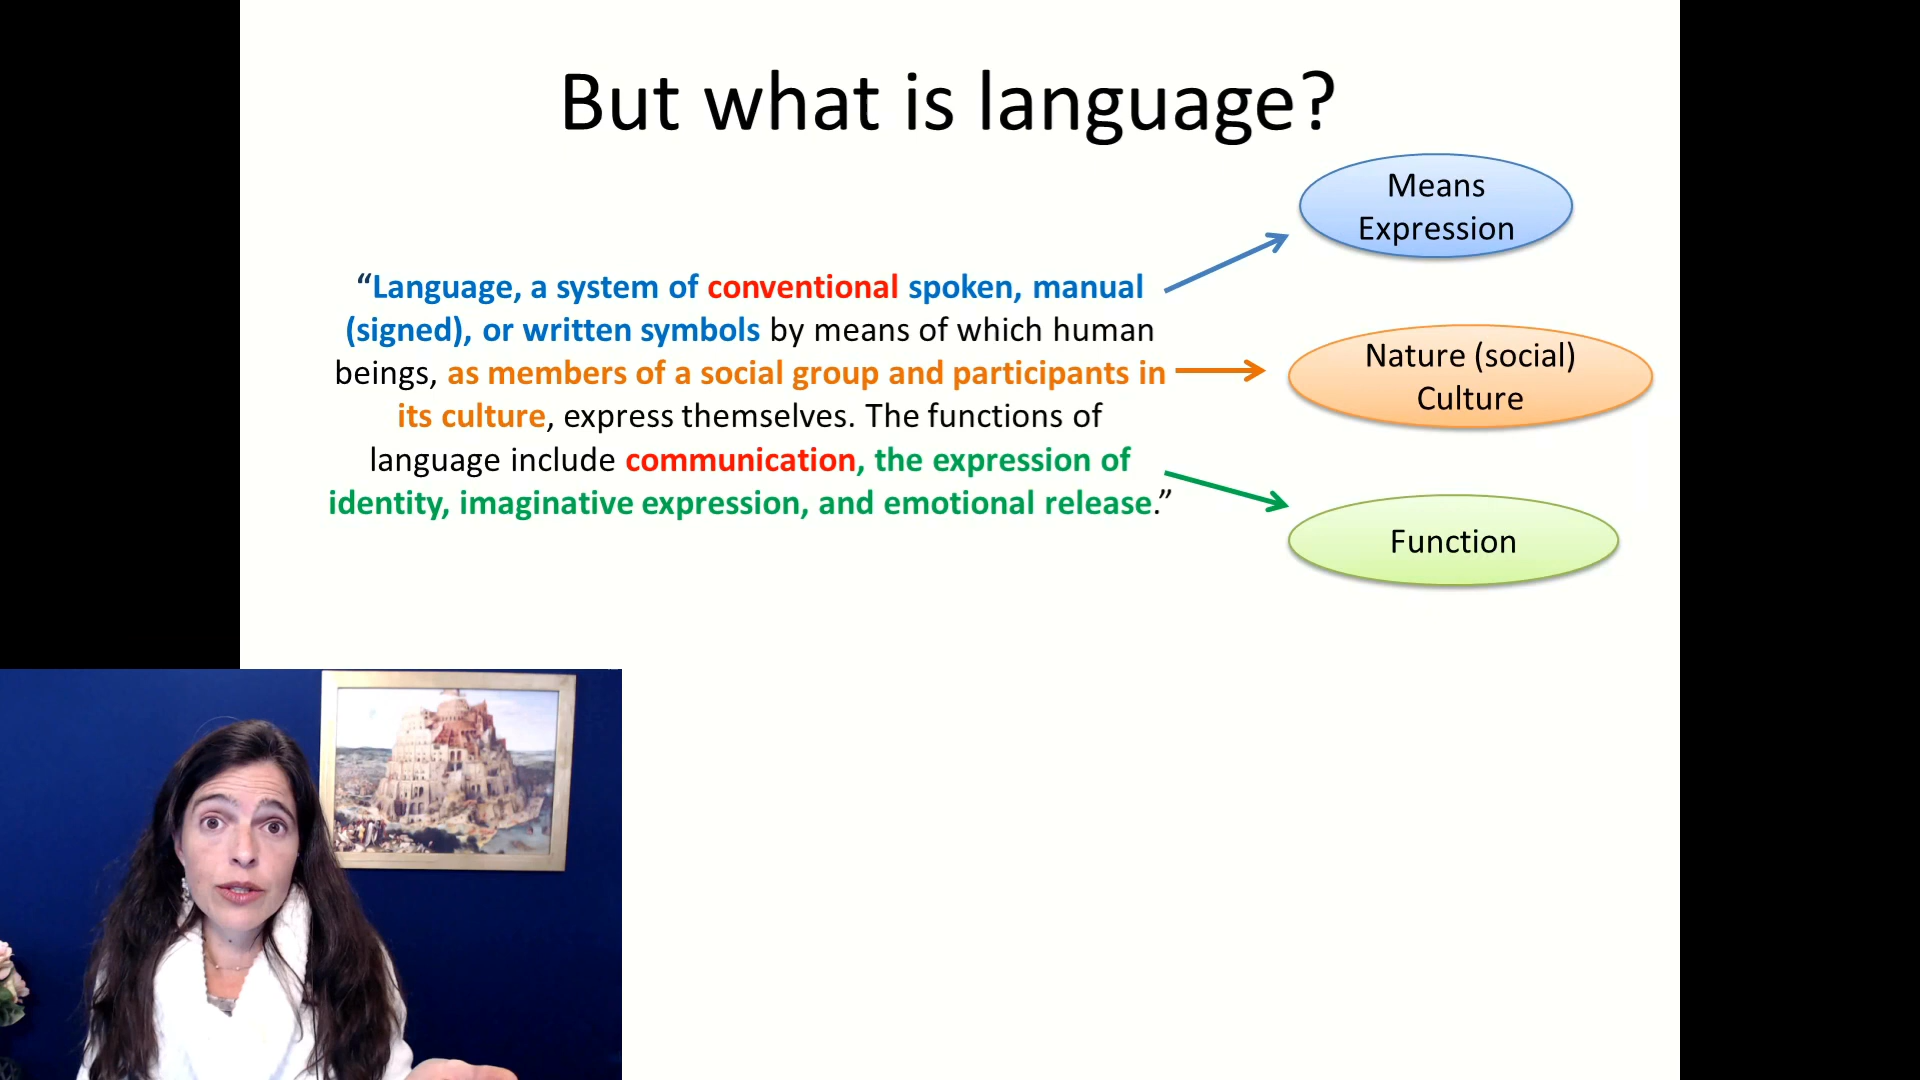 But what is language?
Means
Expression
“Language, a system of conventional spoken, manual
(signed), or written symbols by means of which human
beings, as members of a social group and participants in
its culture, express themselves. The functions of
language include communication, the expression of
identity, imaginative expression, and emotional release.”
Nature (social)
Culture
Function